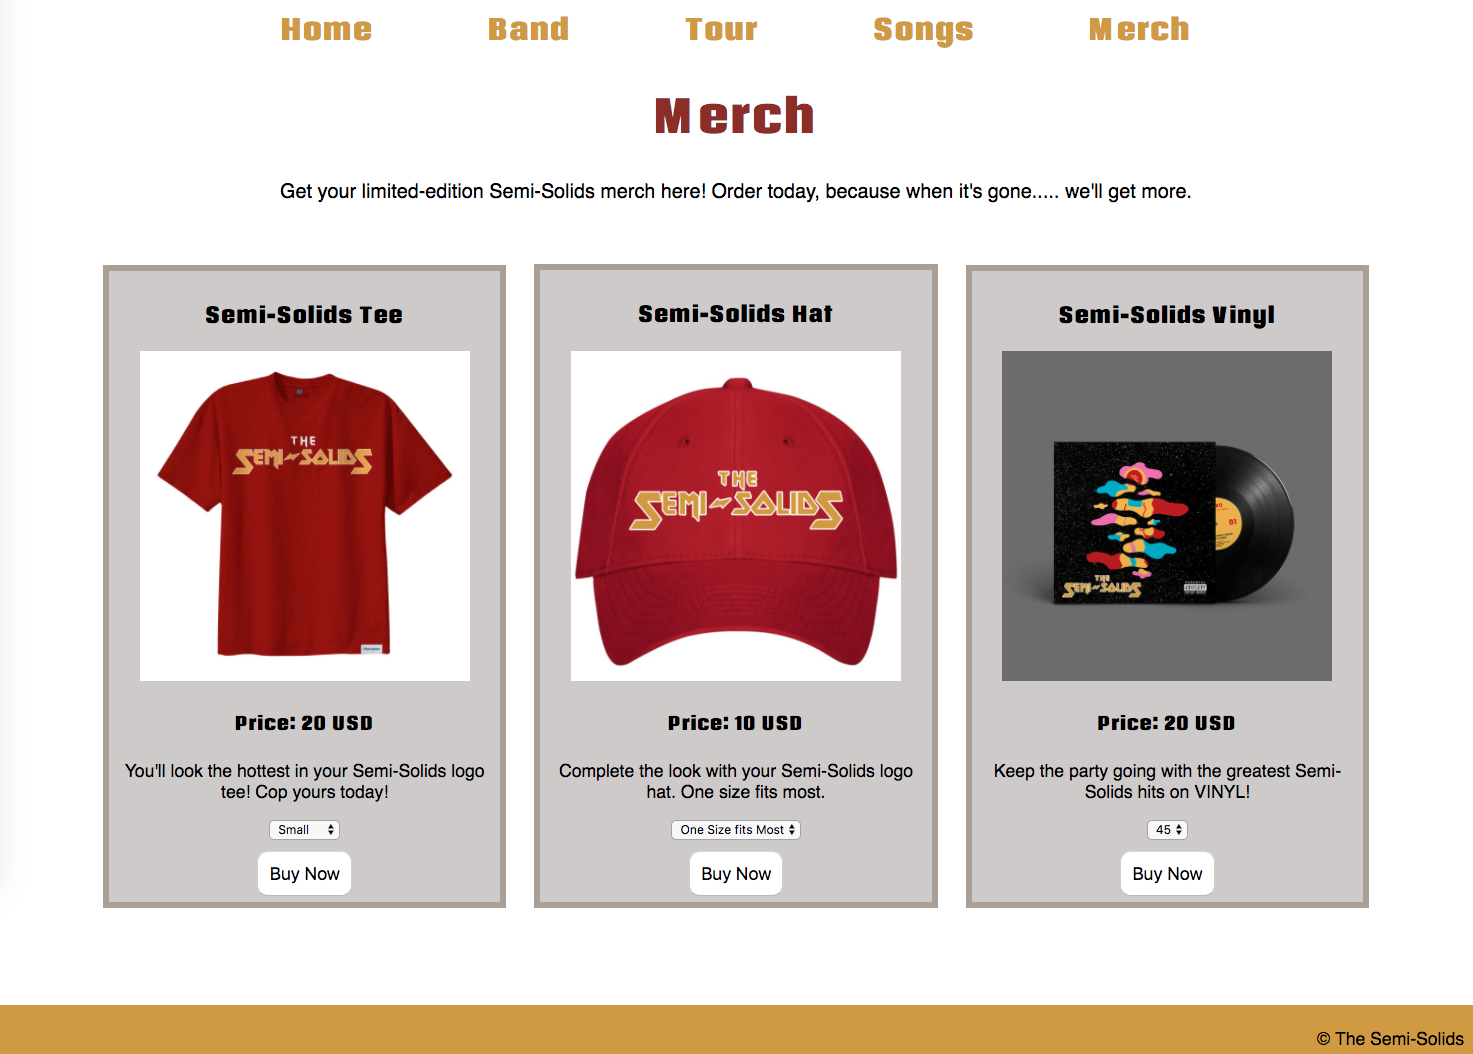 Home Band Tour Songs Merch
Merch
Get your limited-edition Semi-Solids merch here! Order today, because when it's gone..... we'll get more.
Semi-Solids Tee
THE
SEMI-SOLIDS
Price: 20 USD
You'll look the hottest in your Semi-Solids logo
tee! Cop yours today!
Small
Buy Now
Semi-Solids Hat
THE
SEMI-SOLIDS
Price: 10 USD
Complete the look with your Semi-Solids logo
hat. One size fits most.
One Size fits Most
Buy Now
Semi-Solids Vinyl
01
THE
SEMI-SOLIDS
Price: 20 USD
Keep the party going with the greatest Semi-
Solids hits on VINYL!
45
Buy Now
© The Semi-Solids